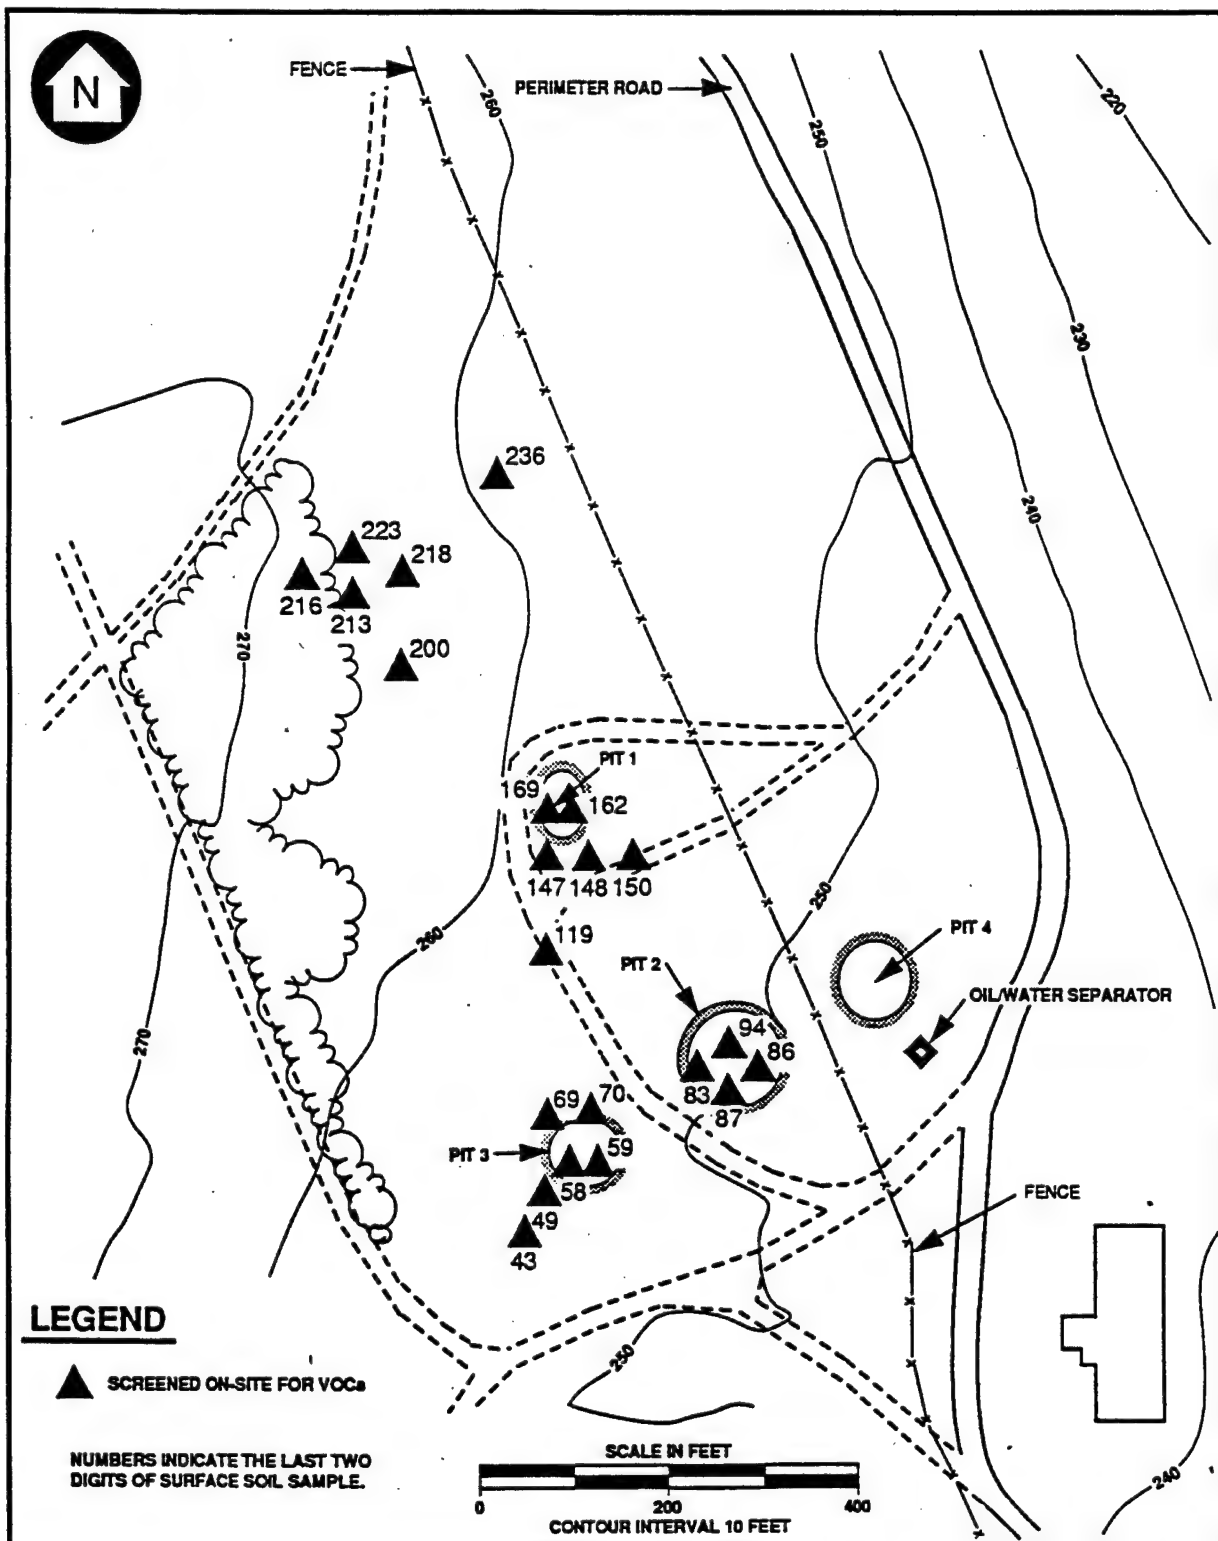 N
FENCE
PERIMETER ROAD
260
250
220
230
240
236
223
218
216
213
200
270
PIT 1
169
162
147
148
150
119
260
250
PIT 2
PIT 4
OIL/WATER SEPARATOR
94
86
83
87
270
69
70
PIT 3
59
58
49
43
FENCE
LEGEND
250
SCREENED ON-SITE FOR VOCs
NUMBERS INDICATE THE LAST TWO
DIGITS OF SURFACE SOIL SAMPLE.
SCALE IN FEET
0
200
400
CONTOUR INTERVAL 10 FEET
240